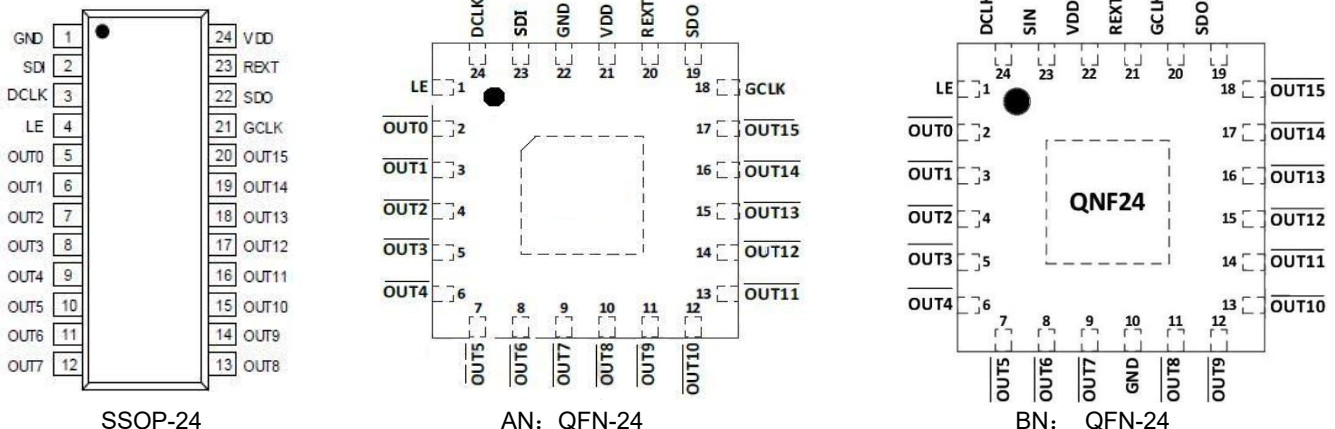 GND 1 24 VDD
SDI 2 23 REXT
DCLK 3 22 SDO
LE 4 21 GCLK
OUT0 5 20 OUT15
OUT1 6 19 OUT14
OUT2 7 18 OUT13
OUT3 8 17 OUT12
OUT4 9 16 OUT11
OUT5 10 15 OUT10
OUT6 11 14 OUT9
OUT7 12 13 OUT8
SSOP-24
DCLK SDI GND VDD REXT SDO
24 23 22 21 20 19
LE 1 18 GCLK
OUT0 2 17 OUT15
OUT1 3 16 OUT14
OUT2 4 15 OUT13
OUT3 5 14 OUT12
OUT4 6 13 OUT11
7 8 9 10 11 12
OUT5 OUT6 OUT7 OUT8 OUT9 OUT10
AN：QFN-24
DCLK SIN VDD REXT GCLK SDO
24 23 22 21 20 19
LE 1 18 OUT15
OUT0 2 17 OUT14
OUT1 3 16 OUT13
QNF24
OUT2 4 15 OUT12
OUT3 5 14 OUT11
OUT4 6 13 OUT10
7 8 9 10 11 12
OUT5 OUT6 OUT7 GND OUT8 OUT9
BN： QFN-24